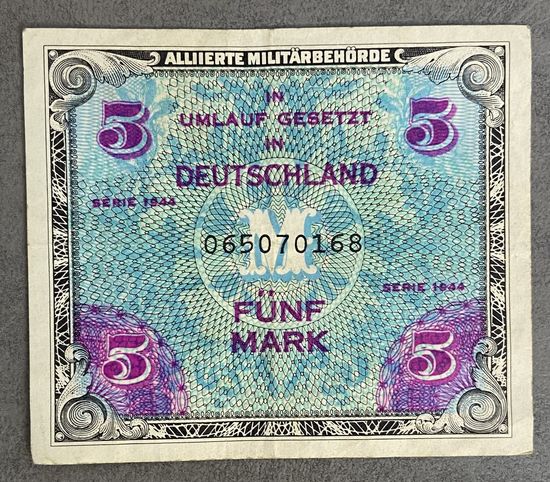 ALLIIERTE MILITÄRBEHÖRDE
5 IN 5
UMLAUF GESETZT
IN
DEUTSCHLAND
SERIE 1944
M
065070168
SERIE 1944
FÜNF
5 MARK 5